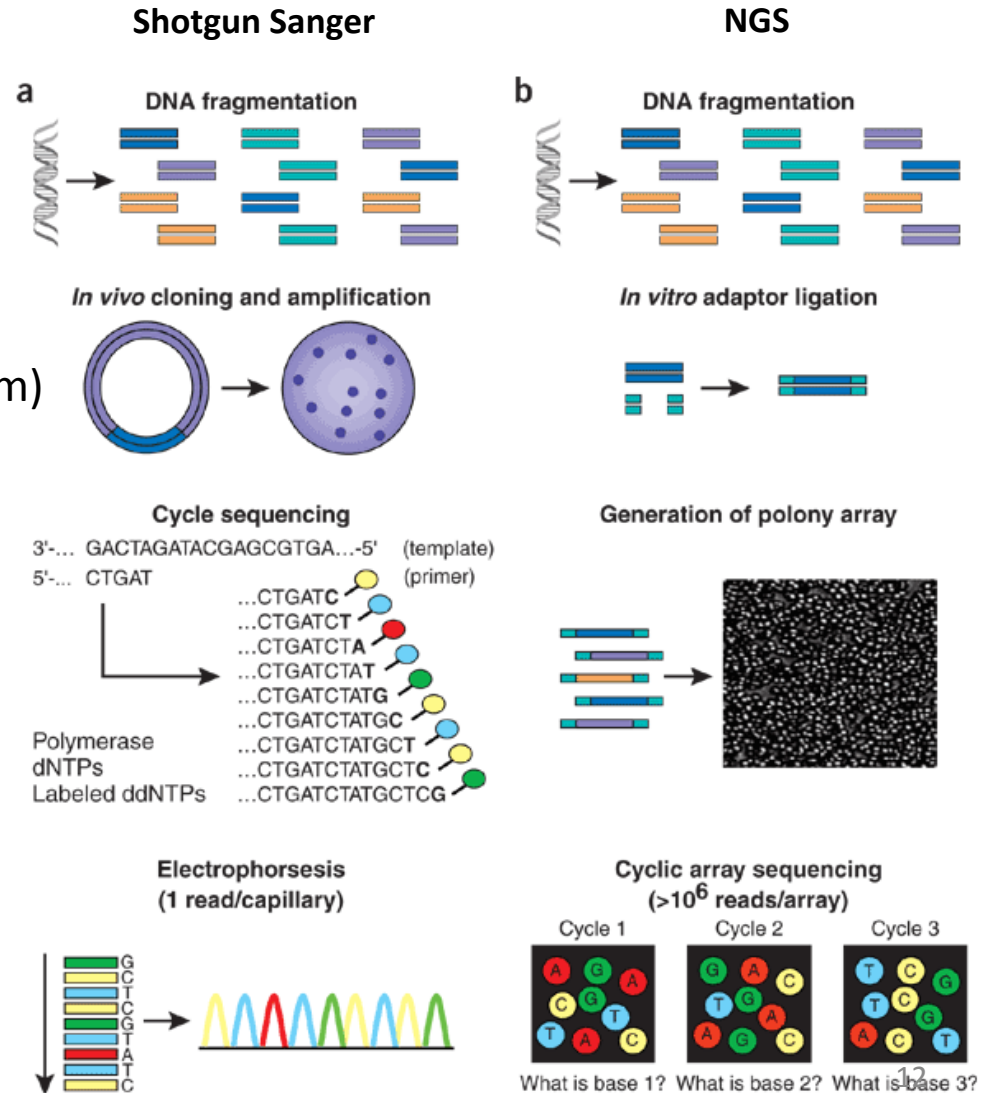 Shotgun Sanger
NGS
a
DNA fragmentation
b
DNA fragmentation
In vivo cloning and amplification
In vitro adaptor ligation
m)
Cycle sequencing
3'-... GACTAGATACGAGCGTGA...-5' (template)
5'-... CTGAT (primer)
...CTGATC
...CTGATCT
...CTGATCTA
...CTGATCTAT
...CTGATCTATG
...CTGATCTATGC
...CTGATCTATGCT
...CTGATCTATGCTC
...CTGATCTATGCTCG
Polymerase
dNTPs
Labeled ddNTPs
Generation of polony array
Electrophorsesis
(1 read/capillary)
G
C
T
C
G
T
A
T
C
Cyclic array sequencing
(>10⁶ reads/array)
Cycle 1
Cycle 2
Cycle 3
A G A
C G T
T A C
G A C
T G A
A G C
T C G
T C G
A C T
What is base 1? What is base 2? What is base 3?
12